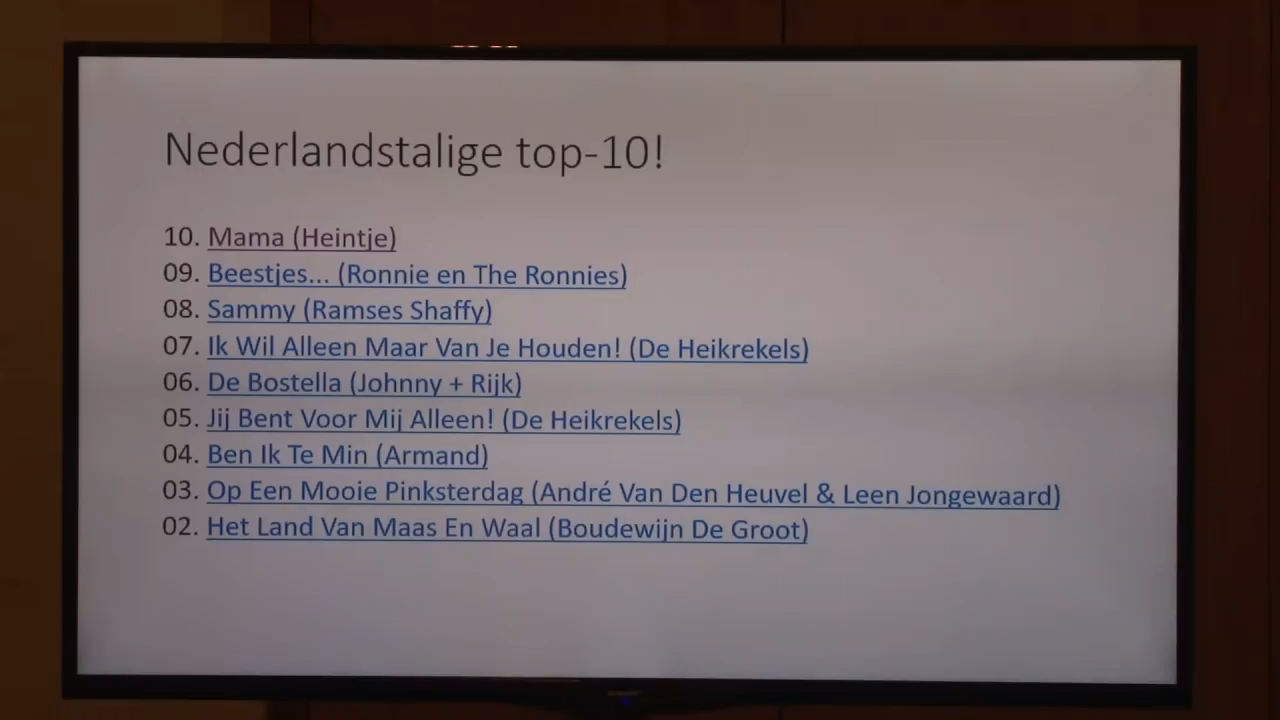 Nederlandstalige top-10!
10. Mama (Heintje)
09. Beestjes... (Ronnie en The Ronnies)
08. Sammy (Ramses Shaffy)
07. Ik Wil Alleen Maar Van Je Houden! (De Heikrekels)
06. De Bostella (Johnny + Rijk)
05. Jij Bent Voor Mij Alleen! (De Heikrekels)
04. Ben Ik Te Min (Armand)
03. Op Een Mooie Pinksterdag (André Van Den Heuvel & Leen Jongewaard)
02. Het Land Van Maas En Waal (Boudewijn De Groot)